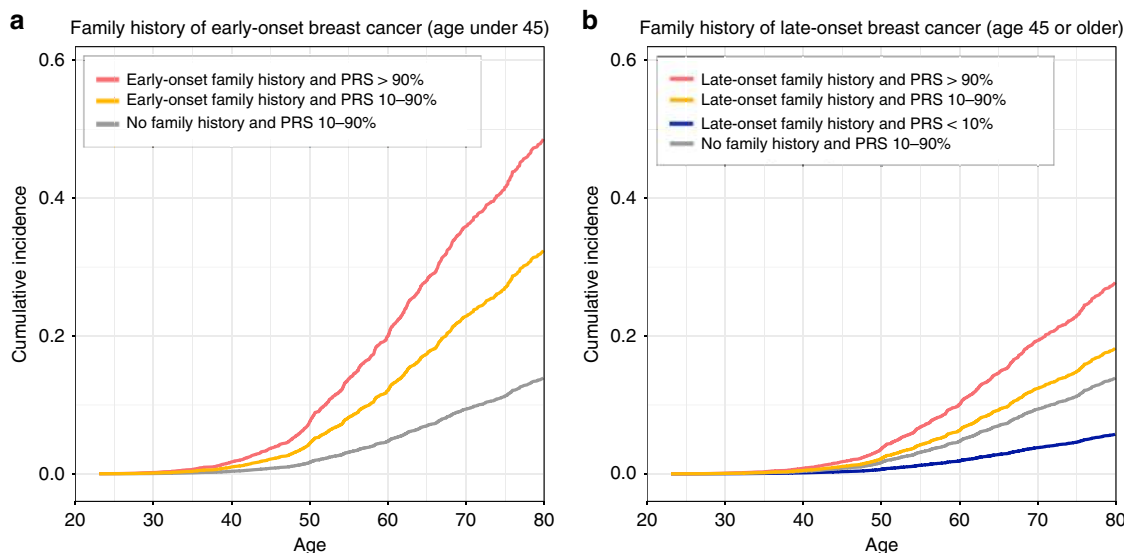 a
Family history of early-onset breast cancer (age under 45)
0.6
0.4
0.2
0.0
Cumulative incidence
Early-onset family history and PRS > 90%
Early-onset family history and PRS 10–90%
No family history and PRS 10–90%
20 30 40 50 60 70 80
Age
b
Family history of late-onset breast cancer (age 45 or older)
0.6
0.4
0.2
0.0
Cumulative incidence
Late-onset family history and PRS > 90%
Late-onset family history and PRS 10–90%
Late-onset family history and PRS < 10%
No family history and PRS 10–90%
20 30 40 50 60 70 80
Age